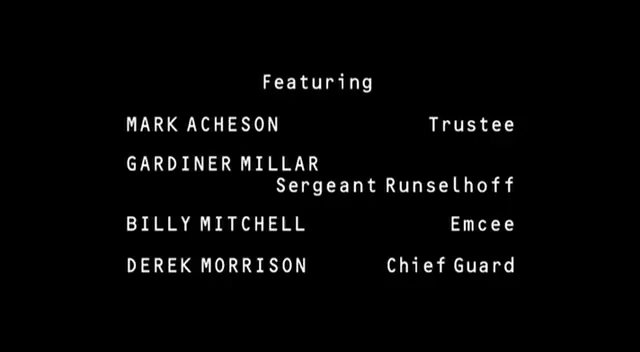 Featuring
MARK ACHESON Trustee
GARDINER MILLAR
Sergeant Runselhoff
BILLY MITCHELL Emcee
DEREK MORRISON Chief Guard